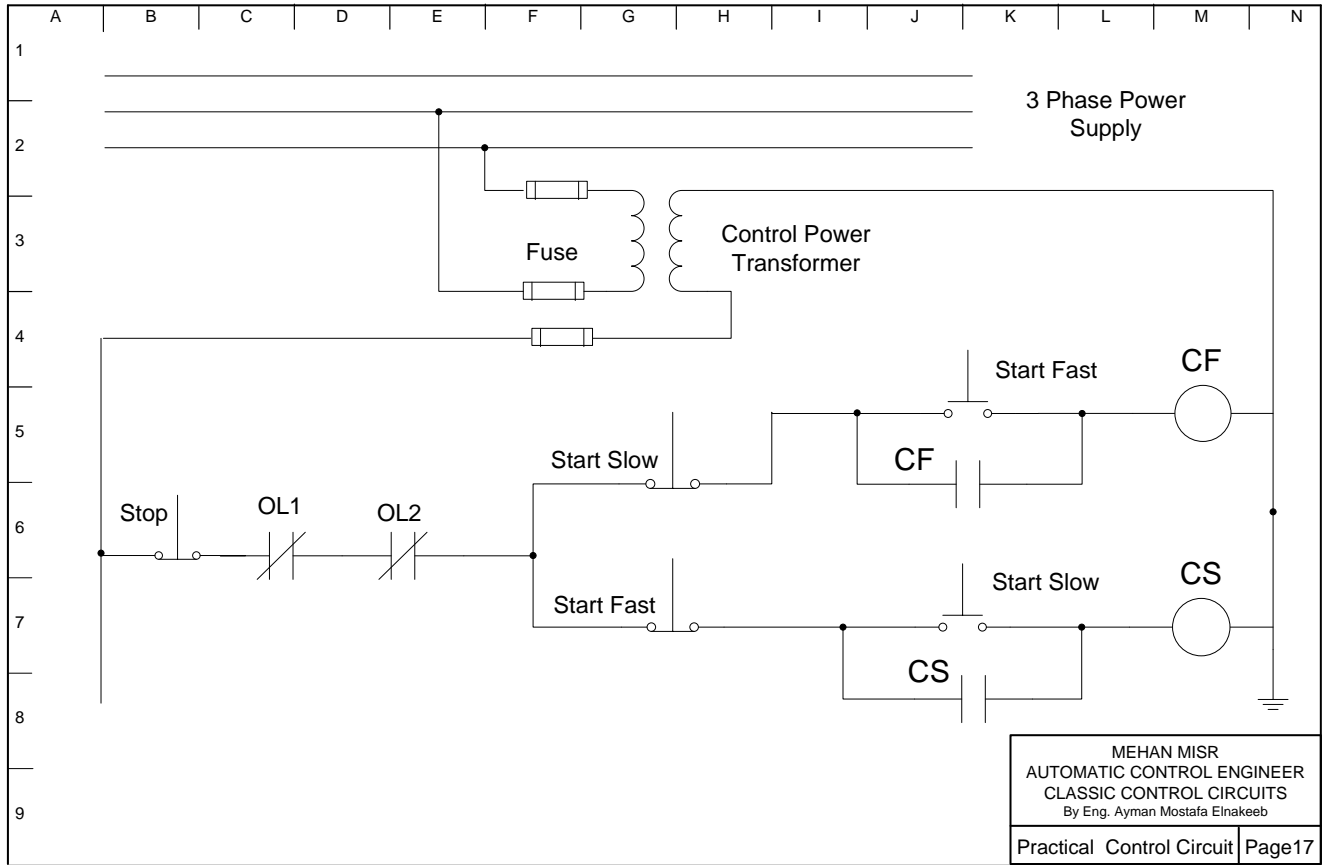 A B C D E F G H I J K L M N
1
3 Phase Power
Supply
2
3
Control Power
Transformer
Fuse
4
CF
Start Fast
5
Start Slow
CF
6
Stop
OL1
OL2
CS
Start Slow
7
Start Fast
CS
8
MEHAN MISR
AUTOMATIC CONTROL ENGINEER
CLASSIC CONTROL CIRCUITS
By Eng. Ayman Mostafa Elnakeeb
9
Practical Control Circuit Page17